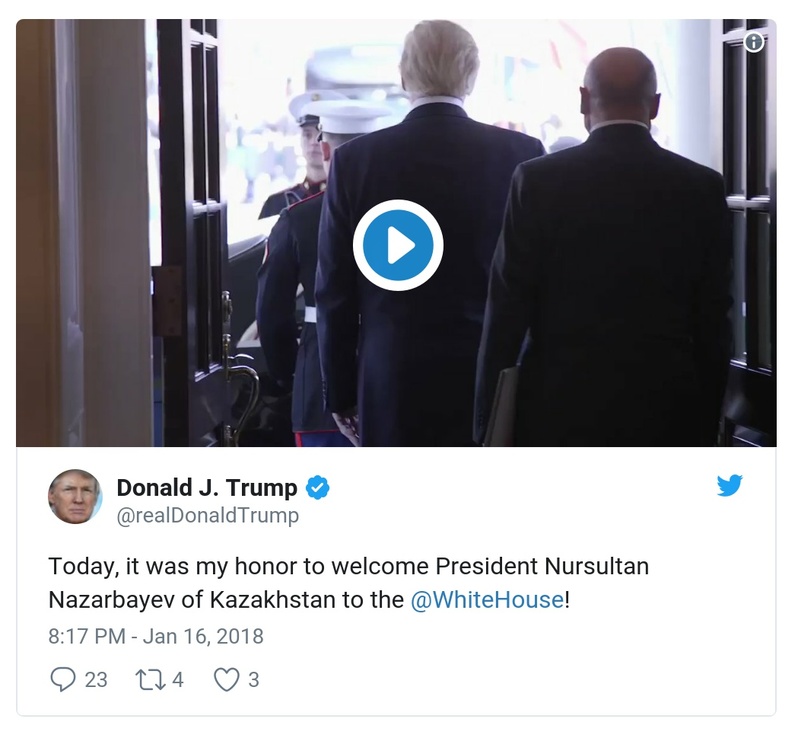 Donald J. Trump
@realDonaldTrump
Today, it was my honor to welcome President Nursultan
Nazarbayev of Kazakhstan to the @WhiteHouse!
8:17 PM - Jan 16, 2018
23 4 3